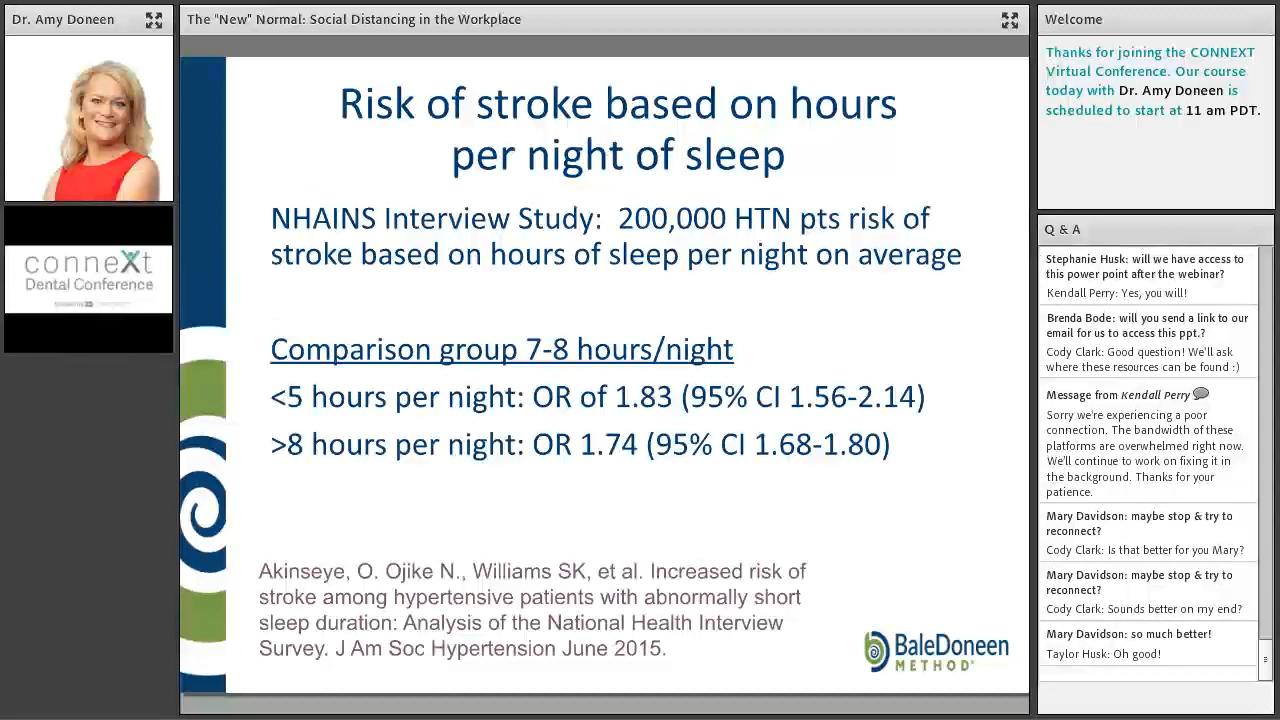 Dr. Amy Doneen
The "New" Normal: Social Distancing in the Workplace
Welcome
Thanks for joining the CONNEXT
Virtual Conference. Our course
today with Dr. Amy Doneen is
scheduled to start at 11 am PDT.
conneXt
Dental Conference
Risk of stroke based on hours
per night of sleep
NHAINS Interview Study: 200,000 HTN pts risk of
stroke based on hours of sleep per night on average
Comparison group 7-8 hours/night
<5 hours per night: OR of 1.83 (95% CI 1.56-2.14)
>8 hours per night: OR 1.74 (95% CI 1.68-1.80)
Akinseye, O. Ojike N., Williams SK, et al. Increased risk of
stroke among hypertensive patients with abnormally short
sleep duration: Analysis of the National Health Interview
Survey. J Am Soc Hypertension June 2015.
BaleDoneen
METHOD
Q & A
Stephanie Husk: will we have access to
this power point after the webinar?
Kendall Perry: Yes, you will!
Brenda Bode: will you send a link to our
email for us to access this ppt.?
Cody Clark: Good question! We'll ask
where these resources can be found :)
Message from Kendall Perry
Sorry we're experiencing a poor
connection. The bandwidth of these
platforms are overwhelmed right now.
We'll continue to work on fixing it in
the background. Thanks for your
patience.
Mary Davidson: maybe stop & try to
reconnect?
Cody Clark: Is that better for you Mary?
Mary Davidson: maybe stop & try to
reconnect?
Cody Clark: Sounds better on my end?
Mary Davidson: so much better!
Taylor Husk: Oh good!